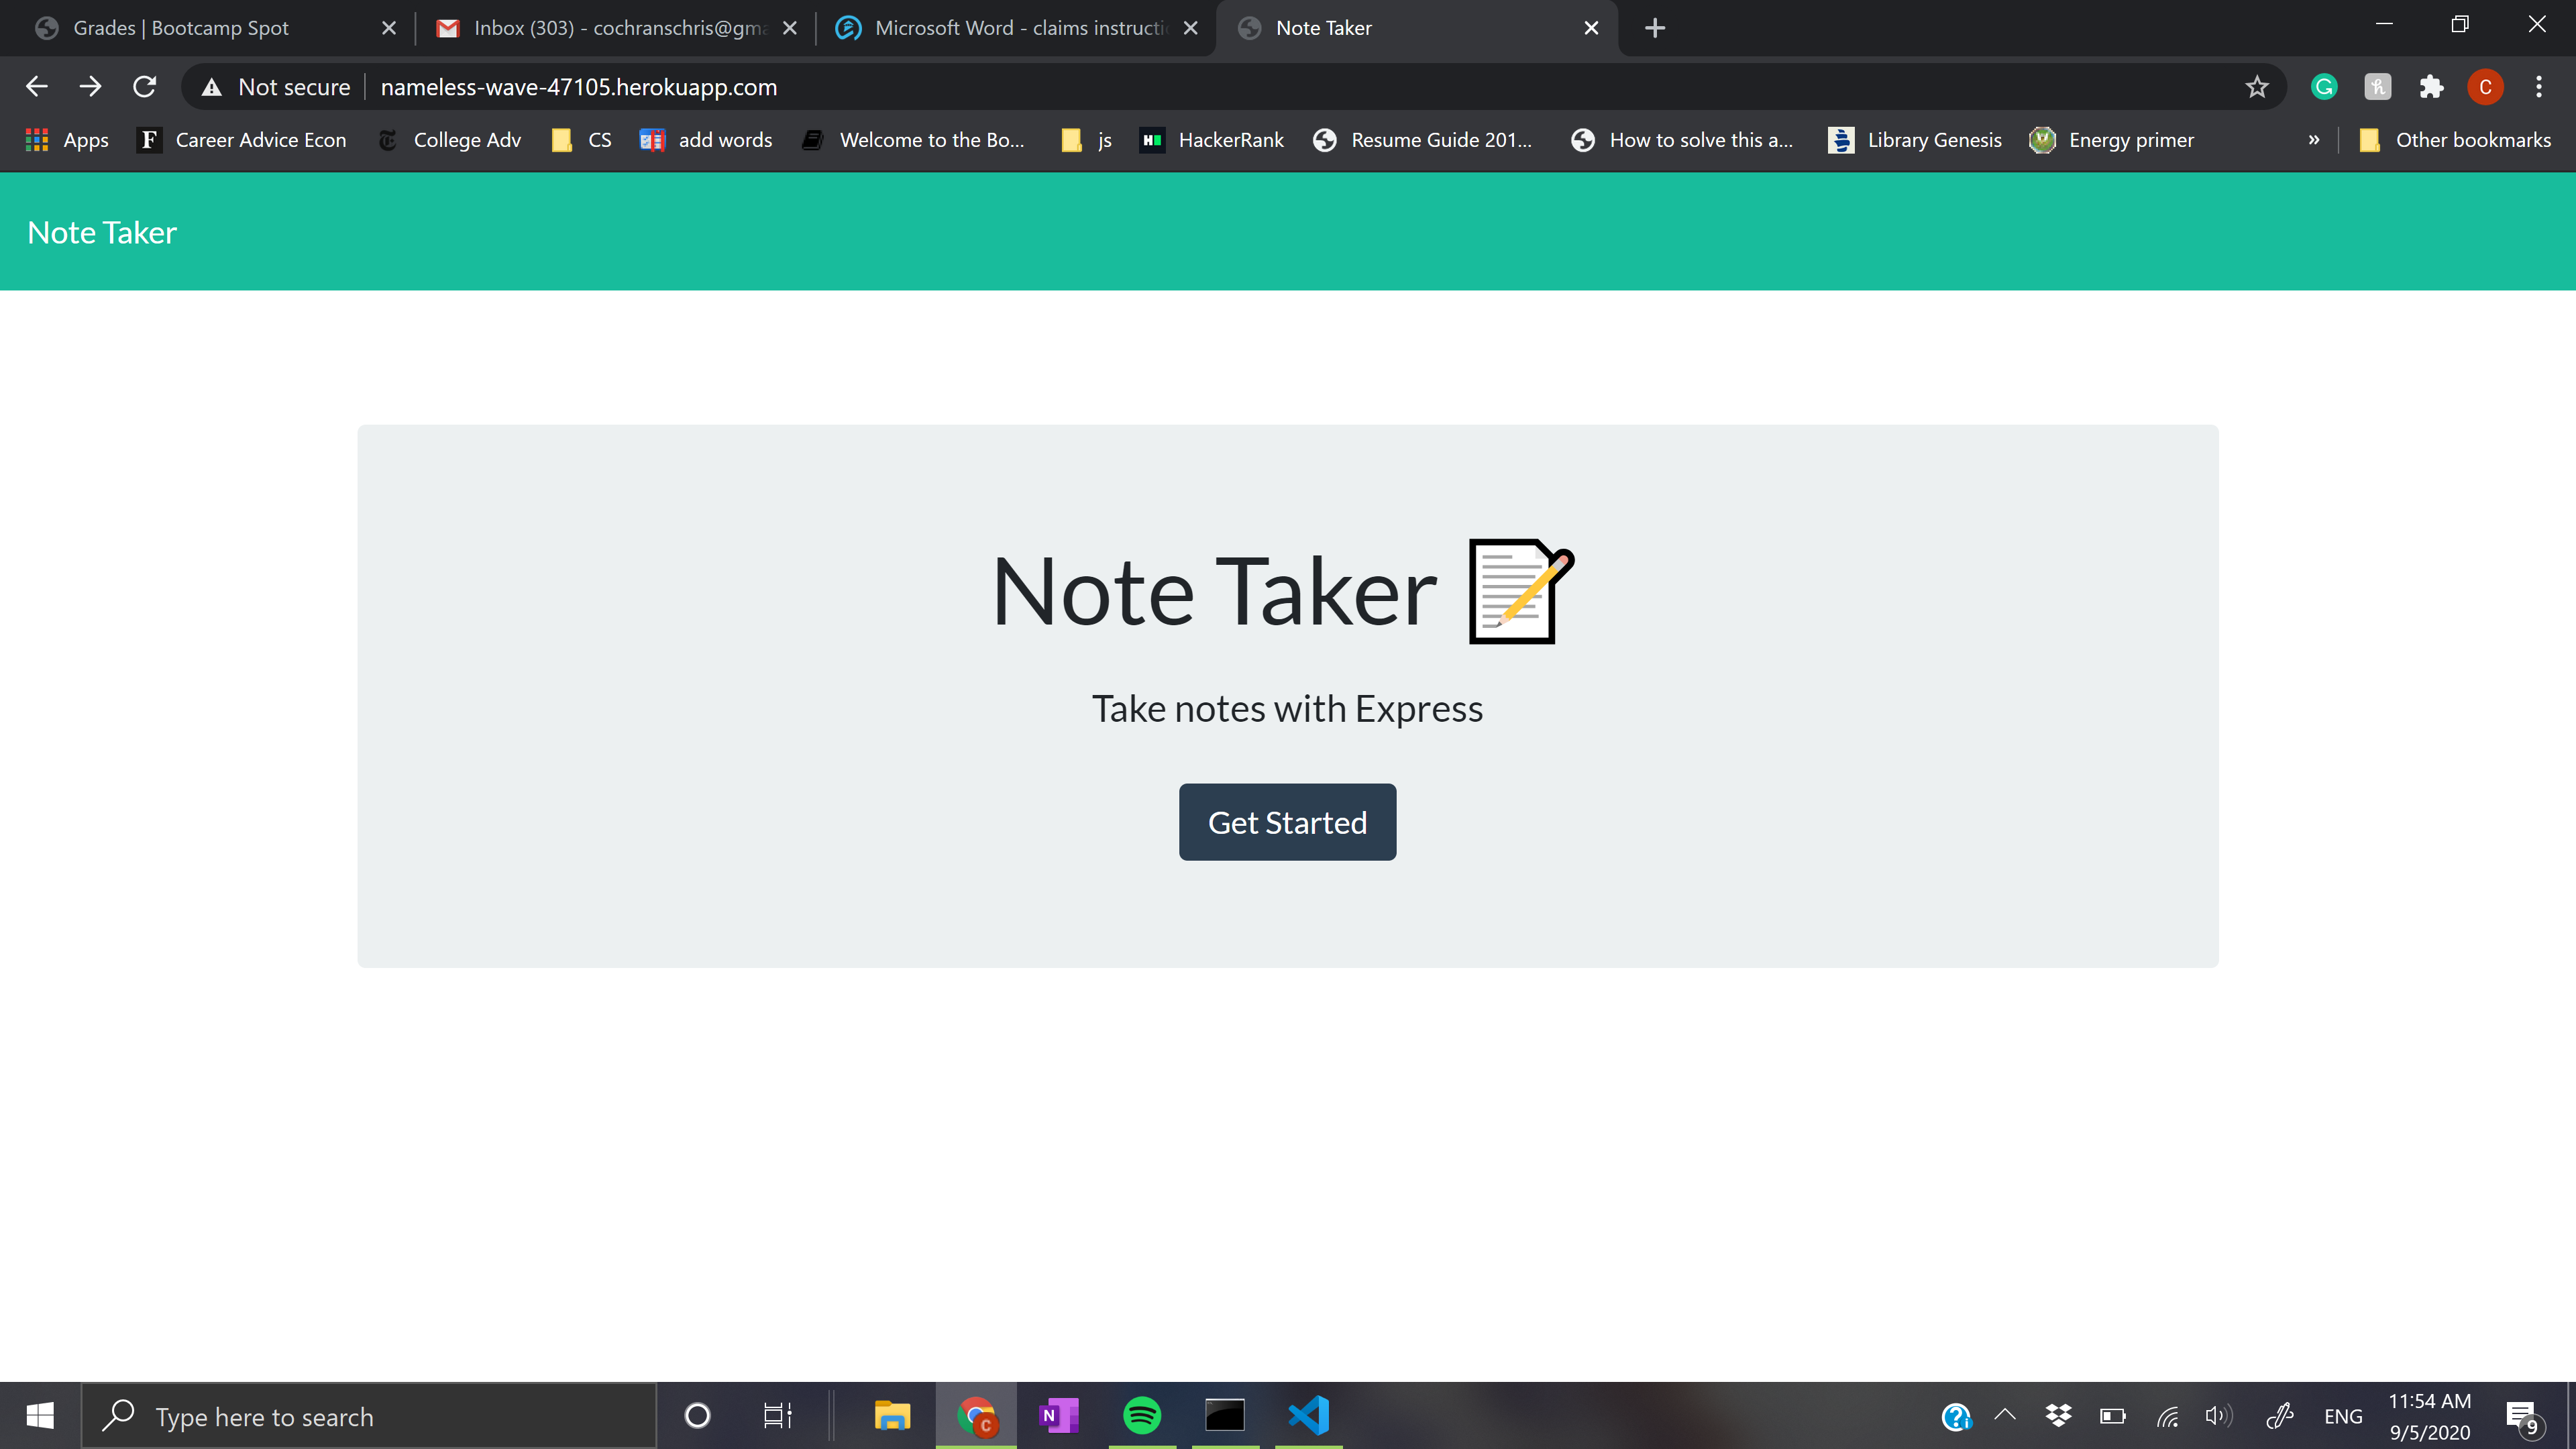 Grades | Bootcamp Spot
Inbox (303) - cochranschris@gma
Microsoft Word - claims instructi
Note Taker
Not secure
nameless-wave-47105.herokuapp.com
C
Apps
Career Advice Econ
College Adv
CS
add words
Welcome to the Bo...
js
HackerRank
Resume Guide 201...
How to solve this a...
Library Genesis
Energy primer
»
Other bookmarks
Note Taker
Note Taker
Take notes with Express
Get Started
Type here to search
ENG
11:54 AM
9/5/2020
9